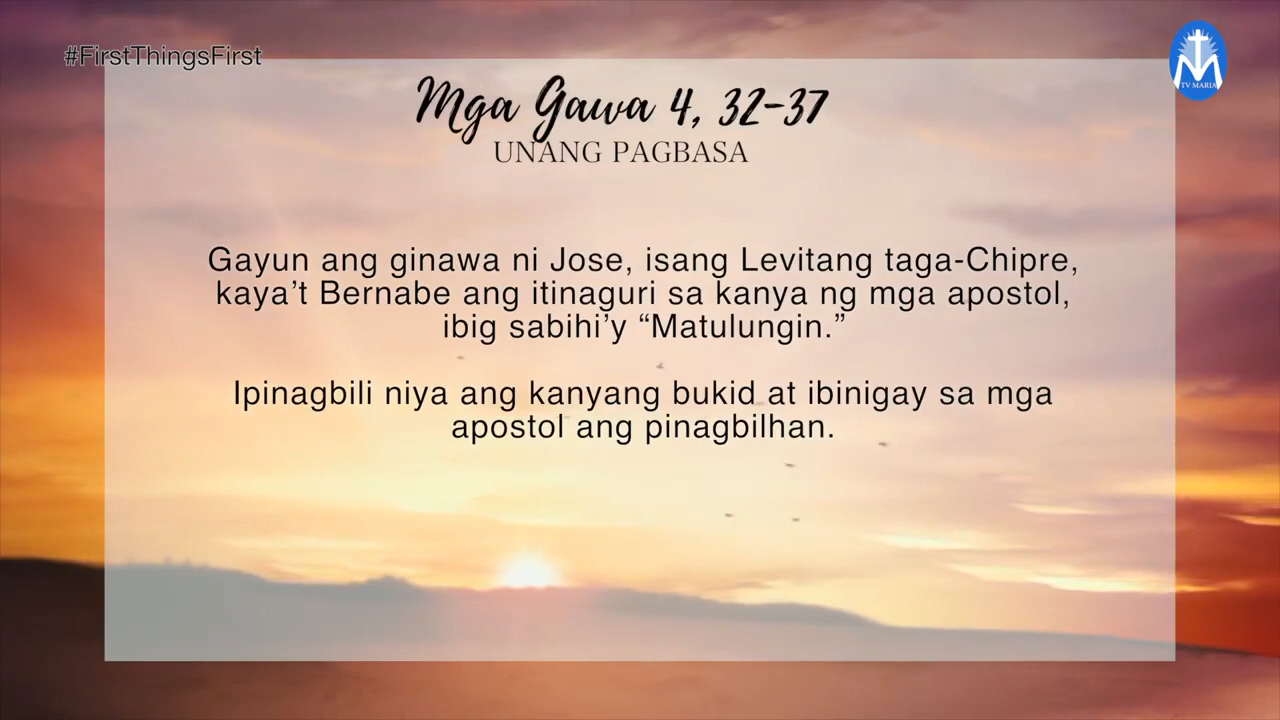 #FirstThingsFirst
TV MARIA
Mga Gawa 4, 32-37
UNANG PAGBASA
Gayun ang ginawa ni Jose, isang Levitang taga-Chipre,
kaya’t Bernabe ang itinaguri sa kanya ng mga apostol,
ibig sabihi’y “Matulungin.”
Ipinagbili niya ang kanyang bukid at ibinigay sa mga
apostol ang pinagbilhan.